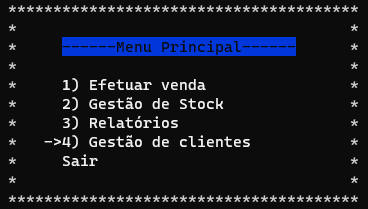 ***************************************
*                                     *
*     ------Menu Principal------      *
*                                     *
*     1) Efetuar venda                *
*     2) Gestão de Stock              *
*     3) Relatórios                   *
*   ->4) Gestão de clientes           *
*     Sair                            *
*                                     *
***************************************